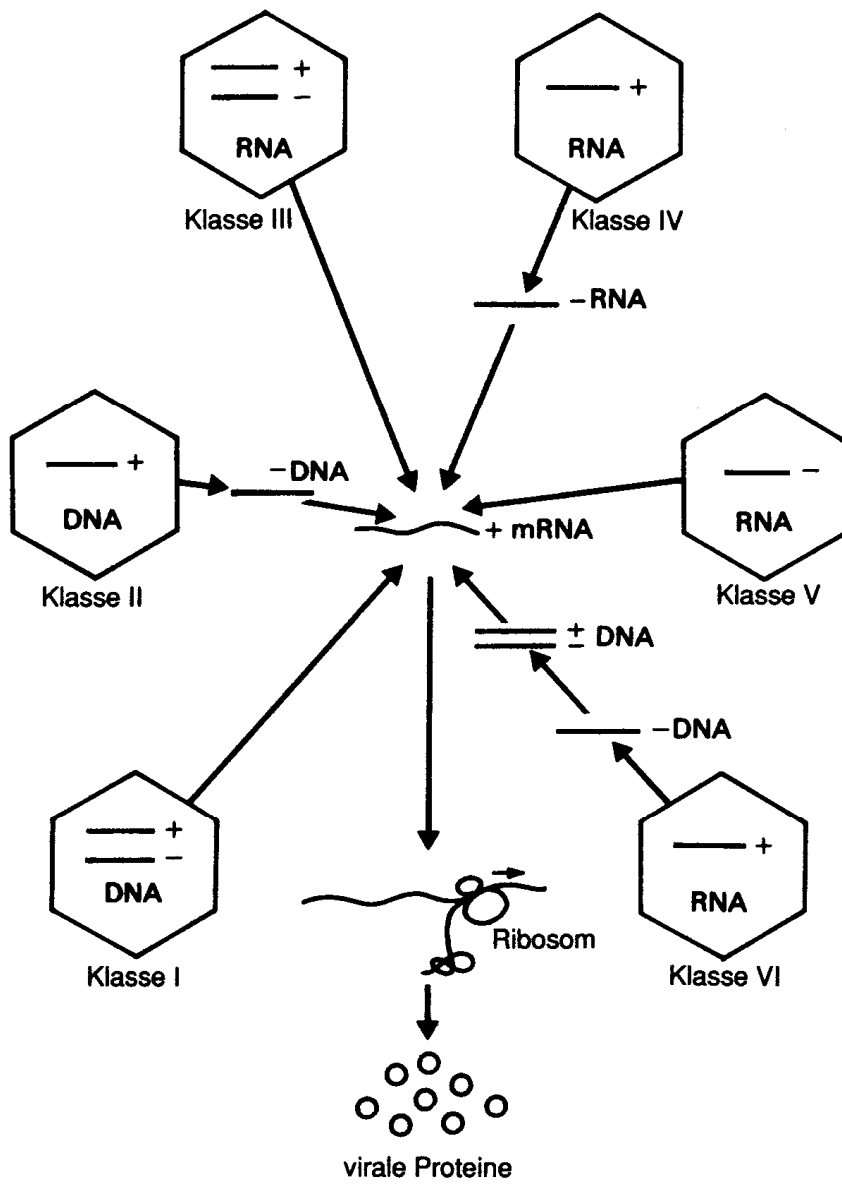 +
−
RNA
Klasse III
+
RNA
Klasse IV
−RNA
+
DNA
Klasse II
−DNA
+ mRNA
−
RNA
Klasse V
+
− DNA
−DNA
+
−
DNA
Klasse I
+
RNA
Klasse VI
Ribosom
virale Proteine